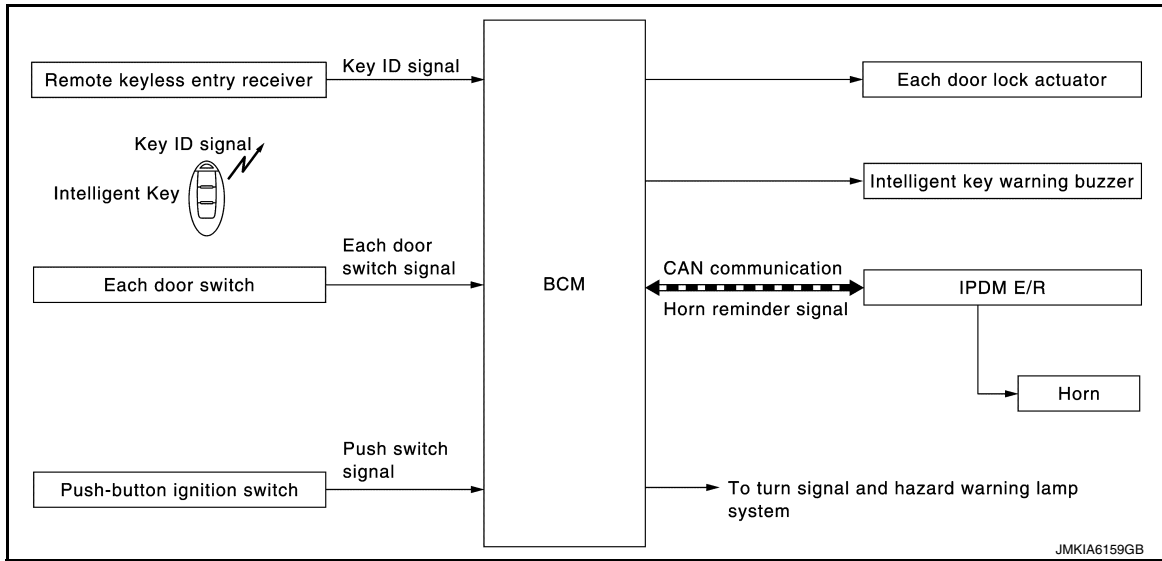 Remote keyless entry receiver
Key ID signal
Key ID signal
Intelligent Key
Each door switch
Each door
switch signal
Push-button ignition switch
Push switch
signal
BCM
Each door lock actuator
Intelligent key warning buzzer
CAN communication
Horn reminder signal
IPDM E/R
Horn
To turn signal and hazard warning lamp
system
JMKIA6159GB